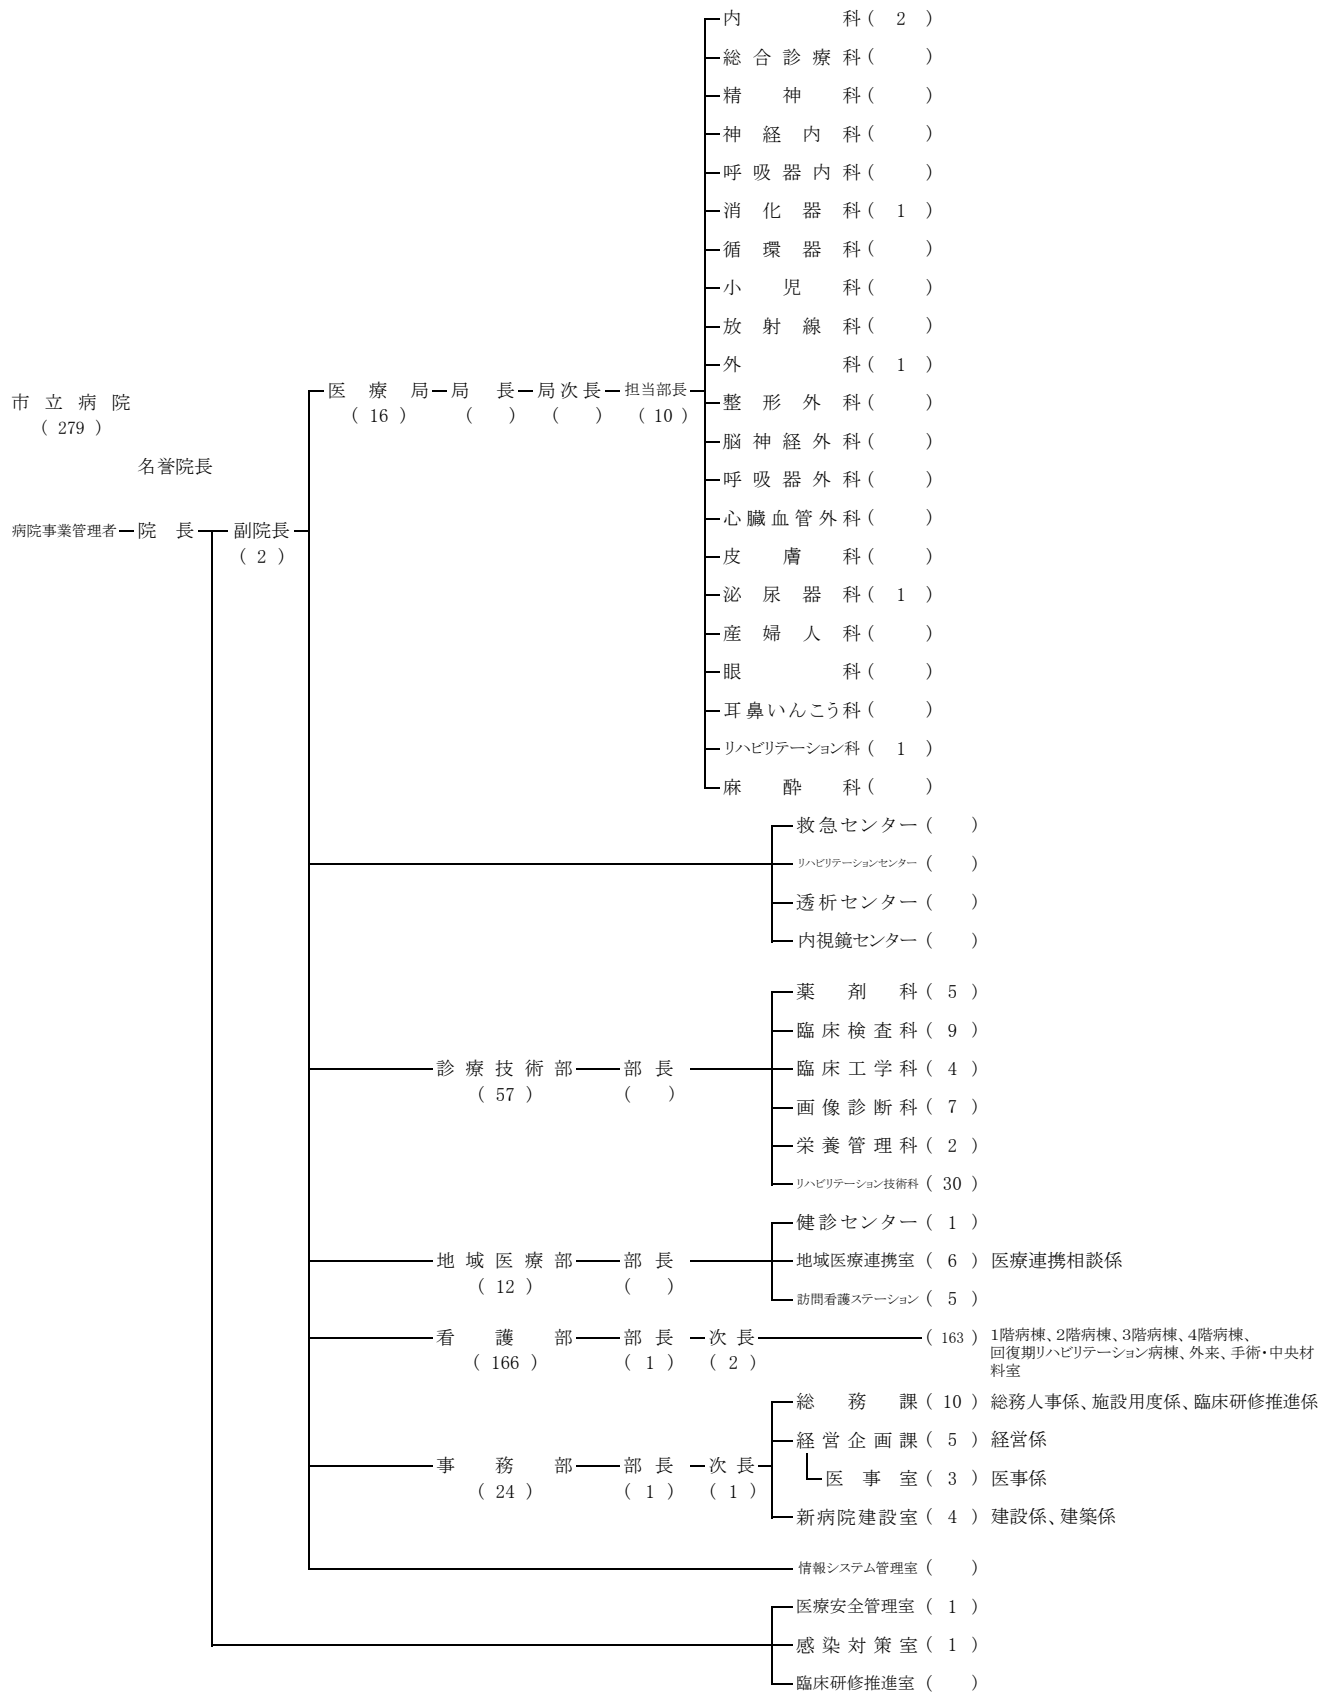 内科( 2 )
総合診療科( )
精神科( )
神経内科( )
呼吸器内科( )
消化器科( 1 )
循環器科( )
小児科( )
放射線科( )
外科( 1 )
医療局 局長 局次長 担当部長
( 16 ) ( ) ( ) ( 10 )
市立病院
( 279 )
整形外科( )
脳神経外科( )
名誉院長
呼吸器外科( )
心臓血管外科( )
病院事業管理者 院長 副院長
( 2 )
皮膚科( )
泌尿器科( 1 )
産婦人科( )
眼科( )
耳鼻いんこう科( )
リハビリテーション科( 1 )
麻酔科( )
救急センター( )
リハビリテーションセンター( )
透析センター( )
内視鏡センター( )
薬剤科( 5 )
臨床検査科( 9 )
診療技術部 部長
( 57 ) ( )
臨床工学科( 4 )
画像診断科( 7 )
栄養管理科( 2 )
リハビリテーション技術科( 30 )
健診センター( 1 )
地域医療部 部長
( 12 ) ( )
地域医療連携室( 6 ) 医療連携相談係
訪問看護ステーション( 5 )
看護部 部長 次長 ( 163 )
( 166 ) ( 1 ) ( 2 )
1階病棟、2階病棟、3階病棟、4階病棟、
回復期リハビリテーション病棟、外来、手術・中央材
料室
総務課( 10 ) 総務人事係、施設用度係、臨床研修推進係
経営企画課( 5 ) 経営係
事務部 部長 次長
( 24 ) ( 1 ) ( 1 )
医事室( 3 ) 医事係
新病院建設室( 4 ) 建設係、建築係
情報システム管理室( )
医療安全管理室( 1 )
感染対策室( 1 )
臨床研修推進室( )